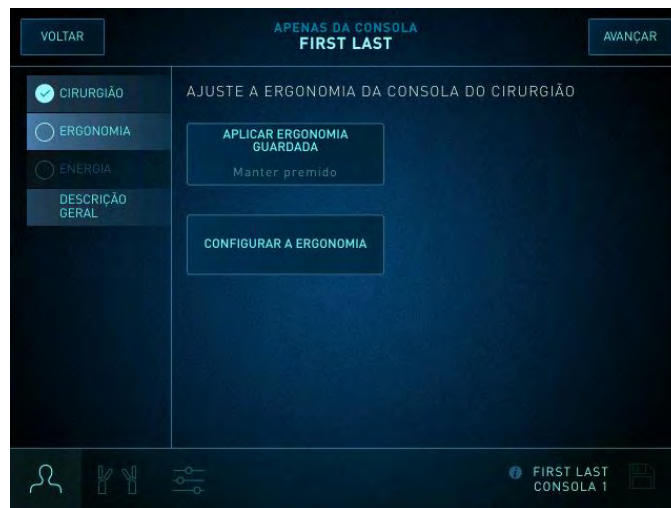 VOLTAR
APENAS DA CONSOLA
FIRST LAST
AVANÇAR
CIRURGIÃO
ERGONOMIA
ENERGIA
DESCRIÇÃO
GERAL
AJUSTE A ERGONOMIA DA CONSOLA DO CIRURGIÃO
APLICAR ERGONOMIA
GUARDADA
Manter premido
CONFIGURAR A ERGONOMIA
FIRST LAST
CONSOLA 1